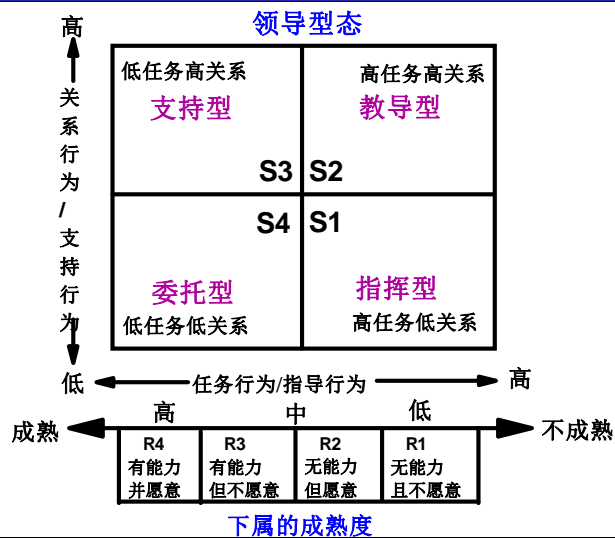 领导型态
高
关系行为/支持行为
低
低任务高关系
支持型
S3
高任务高关系
教导型
S2
S4
委托型
低任务低关系
S1
指挥型
高任务低关系
任务行为/指导行为
高
成熟
高
中
低
不成熟
R4
有能力
并愿意
R3
有能力
但不愿意
R2
无能力
但愿意
R1
无能力
且不愿意
下属的成熟度